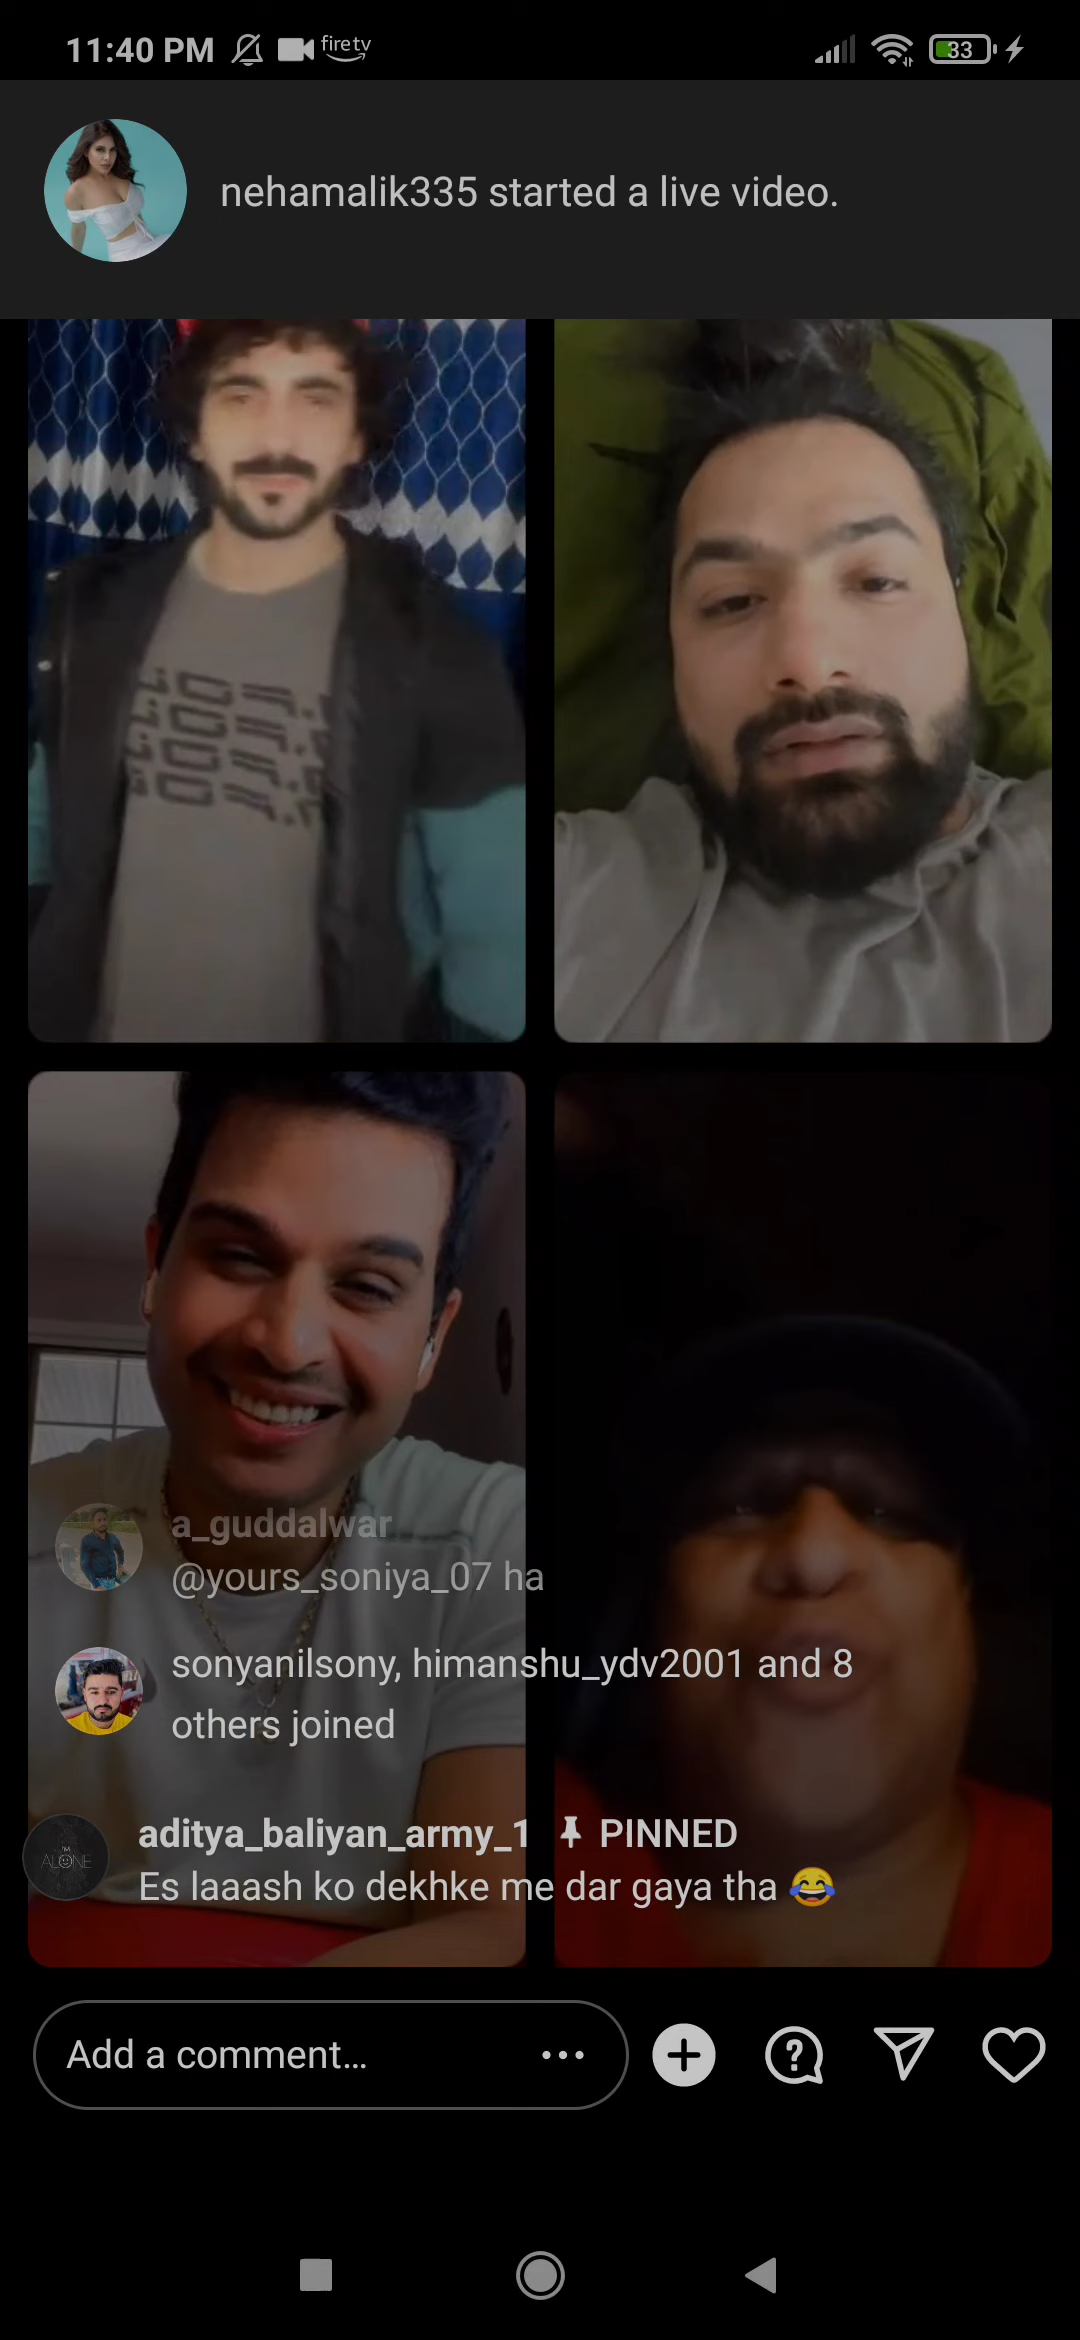 11:40 PM
firetv
33
nehamalik335 started a live video.
a_guddalwar
@yours_soniya_07 ha
sonyanilsony, himanshu_ydv2001 and 8
others joined
aditya_baliyan_army_1 PINNED
ALONE
Es laaash ko dekhke me dar gaya tha 😂
Add a comment...